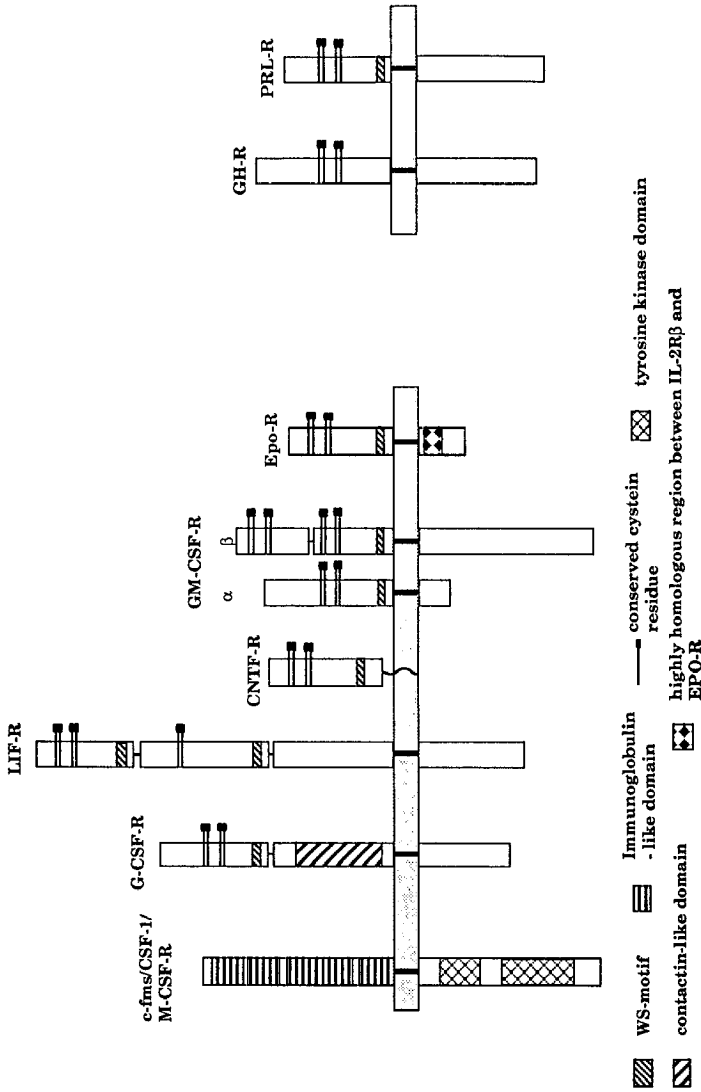 c-fms/CSF-1/
M-CSF-R
G-CSF-R
LIF-R
CNTF-R
GM-CSF-R
α
β
Epo-R
GH-R
PRL-R
WS-motif
Immunoglobulin
- like domain
conserved cystein
residue
tyrosine kinase domain
contactin-like domain
highly homologous region between IL-2Rβ and
EPO-R